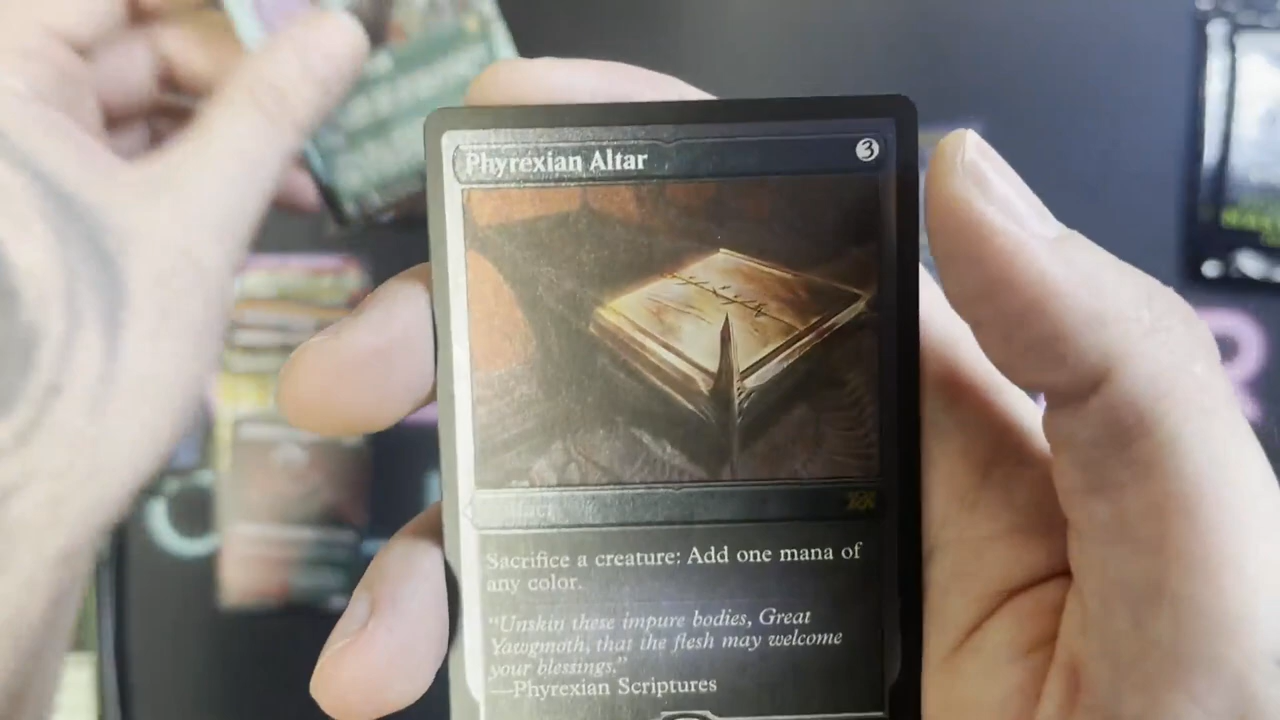 Phyrexian Altar 3
Sacrifice a creature: Add one mana of
any color.
“Unskin these impure bodies, Great
Yawgmoth, that the flesh may welcome
your blessings.”
—Phyrexian Scriptures